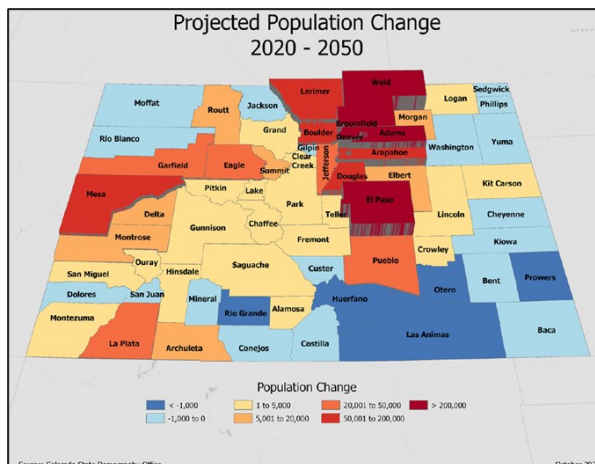 Projected Population Change
2020 - 2050
Moffat
Routt
Jackson
Larimer
Weld
Logan
Sedgwick
Phillips
Morgan
Grand
Boulder
Broomfield
Rio Blanco
Gilpin
Denver
Adams
Washington
Yuma
Clear
Creek
Arapahoe
Garfield
Eagle
Summit
Jefferson
Douglas
Elbert
Kit Carson
Mesa
Pitkin
Lake
Park
El Paso
Lincoln
Cheyenne
Delta
Gunnison
Chaffee
Teller
Montrose
Fremont
Crowley
Kiowa
Ouray
Pueblo
San Miguel
Hinsdale
Saguache
Custer
Otero
Bent
Prowers
Dolores
San Juan
Mineral
Huerfano
Rio Grande
Alamosa
Montezuma
Las Animas
La Plata
Archuleta
Conejos
Costilla
Baca
Population Change
< -1,000
1 to 5,000
20,001 to 50,000
> 200,000
-1,000 to 0
5,001 to 20,000
50,001 to 200,000